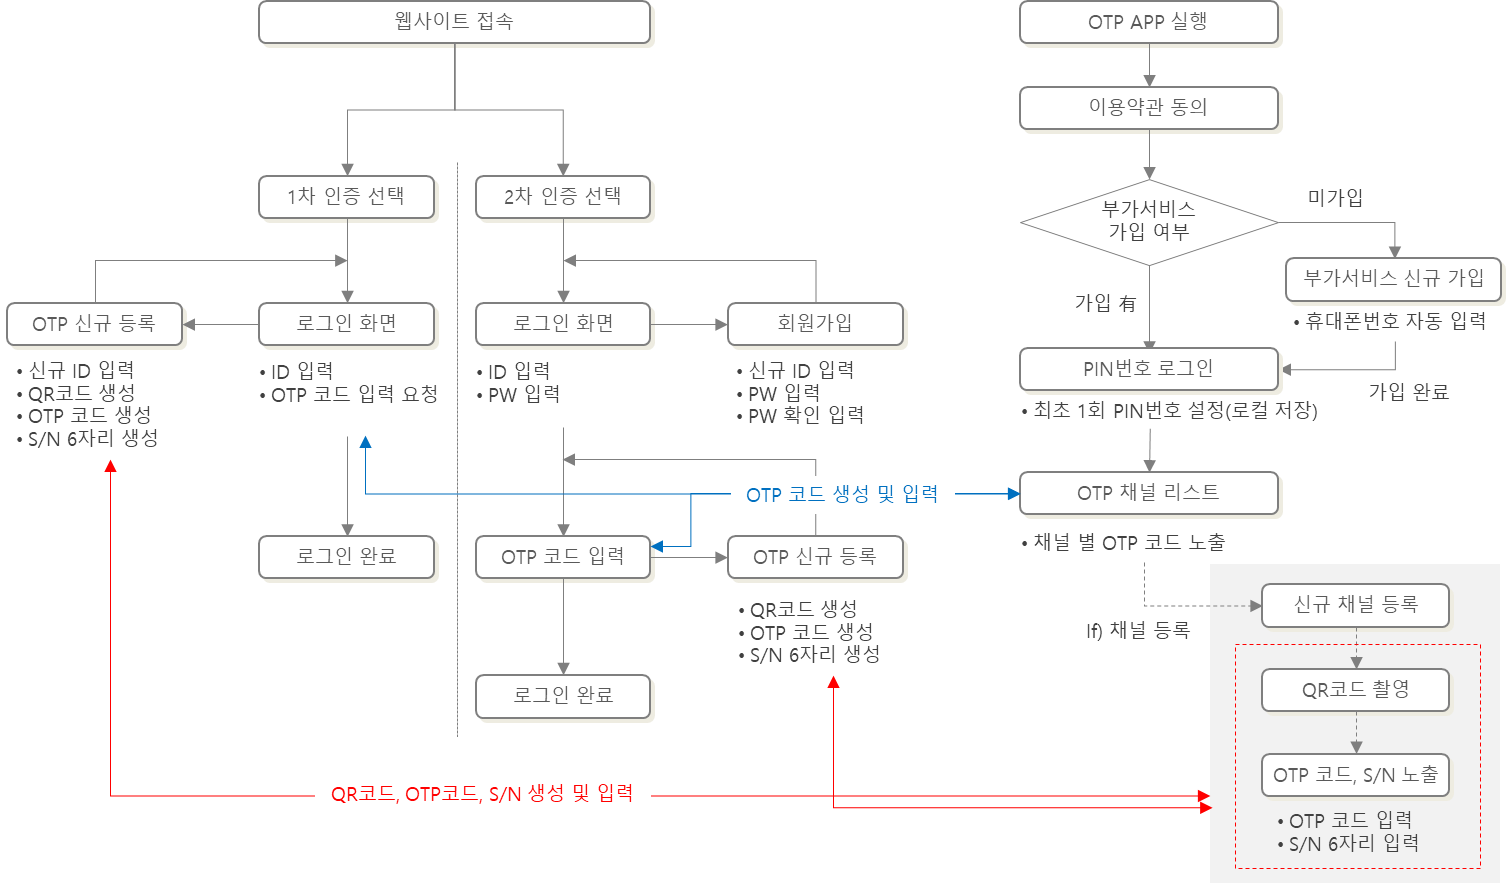 웹사이트 접속
1차 인증 선택
2차 인증 선택
OTP 신규 등록
• 신규 ID 입력
• QR코드 생성
• OTP 코드 생성
• S/N 6자리 생성
로그인 화면
• ID 입력
• OTP 코드 입력 요청
로그인 화면
• ID 입력
• PW 입력
회원가입
• 신규 ID 입력
• PW 입력
• PW 확인 입력
OTP 코드 생성 및 입력
로그인 완료
OTP 코드 입력
OTP 신규 등록
• QR코드 생성
• OTP 코드 생성
• S/N 6자리 생성
로그인 완료
QR코드, OTP코드, S/N 생성 및 입력
OTP APP 실행
이용약관 동의
부가서비스
가입 여부
미가입
부가서비스 신규 가입
• 휴대폰번호 자동 입력
가입 有
가입 완료
PIN번호 로그인
• 최초 1회 PIN번호 설정(로컬 저장)
OTP 채널 리스트
• 채널 별 OTP 코드 노출
If) 채널 등록
신규 채널 등록
QR코드 촬영
OTP 코드, S/N 노출
• OTP 코드 입력
• S/N 6자리 입력